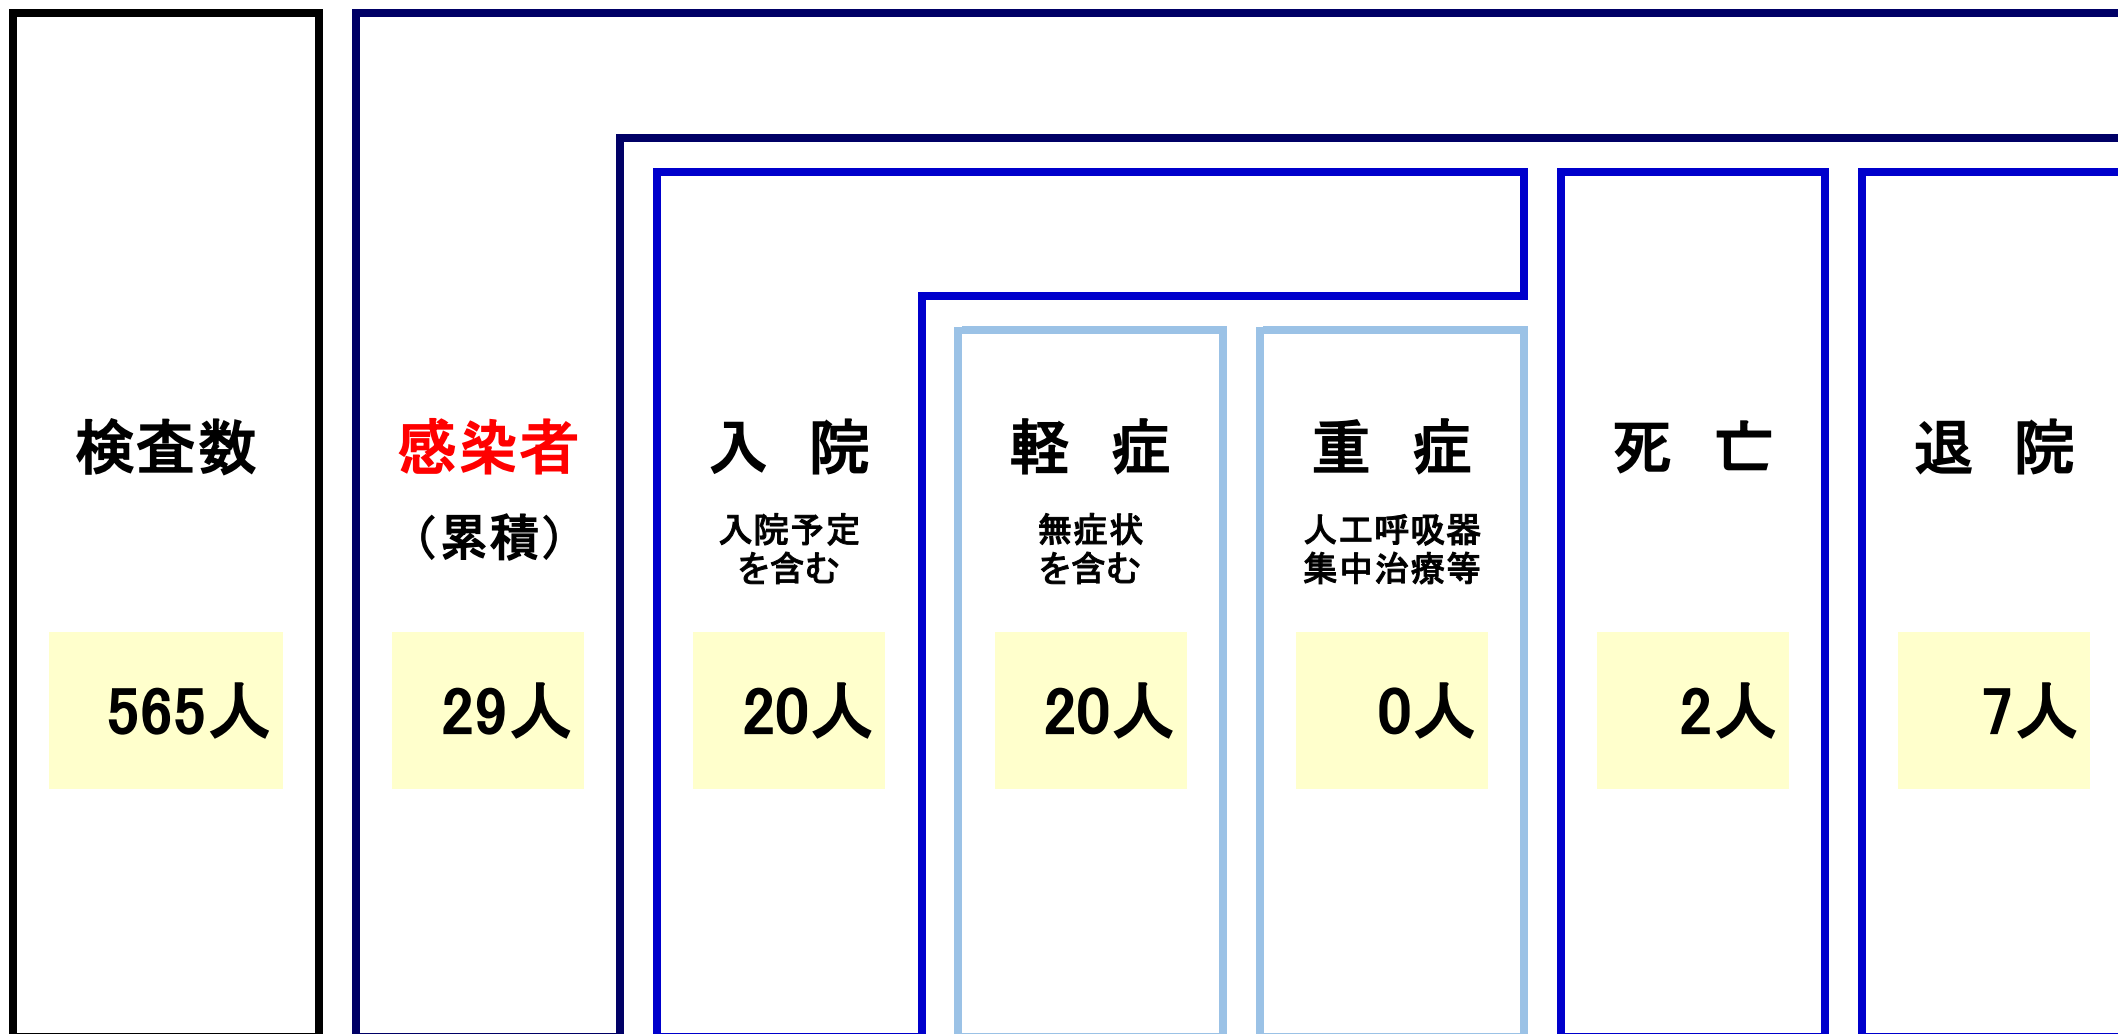 検査数
565人
感染者
（累積）
29人
入 院
入院予定
を含む
20人
軽 症
無症状
を含む
20人
重 症
人工呼吸器
集中治療等
0人
死 亡
2人
退 院
7人